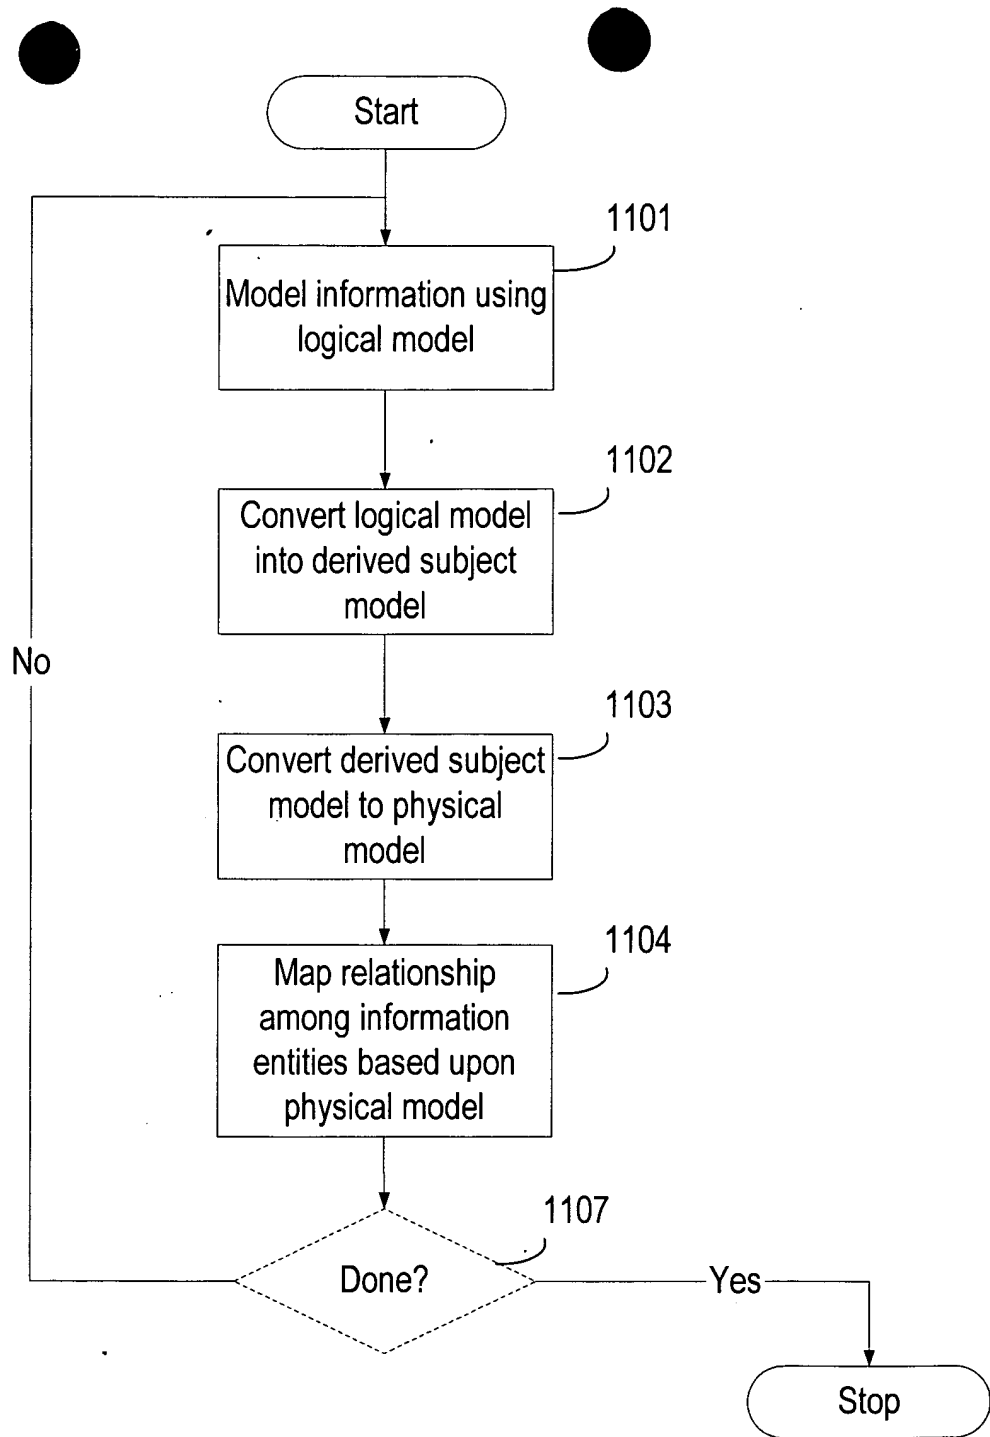 Start
1101
Model information using
logical model
1102
Convert logical model
into derived subject
model
No
1103
Convert derived subject
model to physical
model
1104
Map relationship
among information
entities based upon
physical model
1107
Done?
Yes
Stop